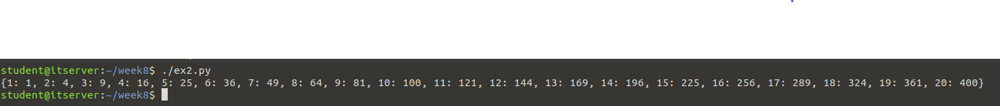 student@itserver:~/week8$ ./ex2.py
{1: 1, 2: 4, 3: 9, 4: 16, 5: 25, 6: 36, 7: 49, 8: 64, 9: 81, 10: 100, 11: 121, 12: 144, 13: 169, 14: 196, 15: 225, 16: 256, 17: 289, 18: 324, 19: 361, 20: 400}
student@itserver:~/week8$